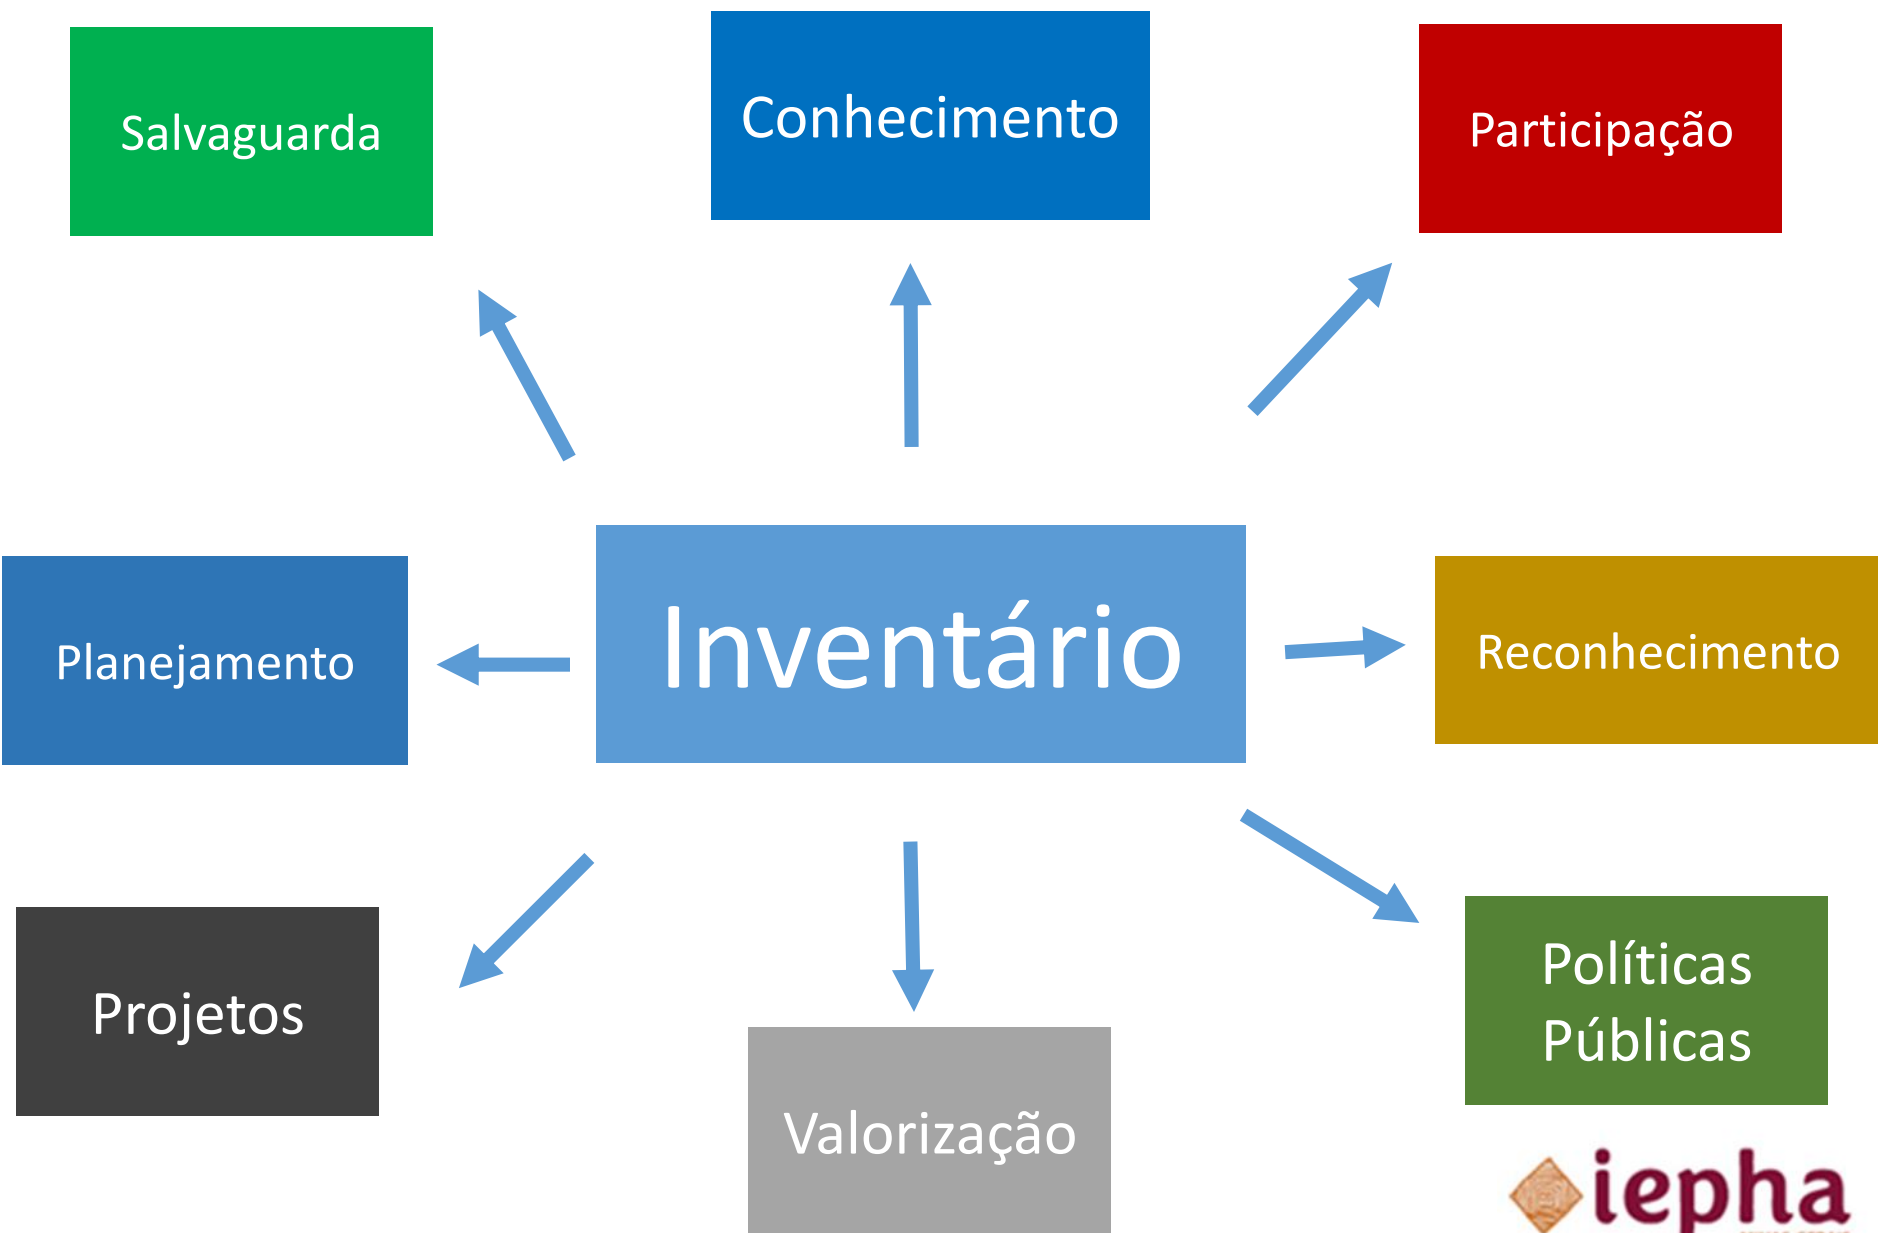 Salvaguarda
Conhecimento
Participação
Planejamento
Inventário
Reconhecimento
Projetos
Políticas
Públicas
Valorização
iepha